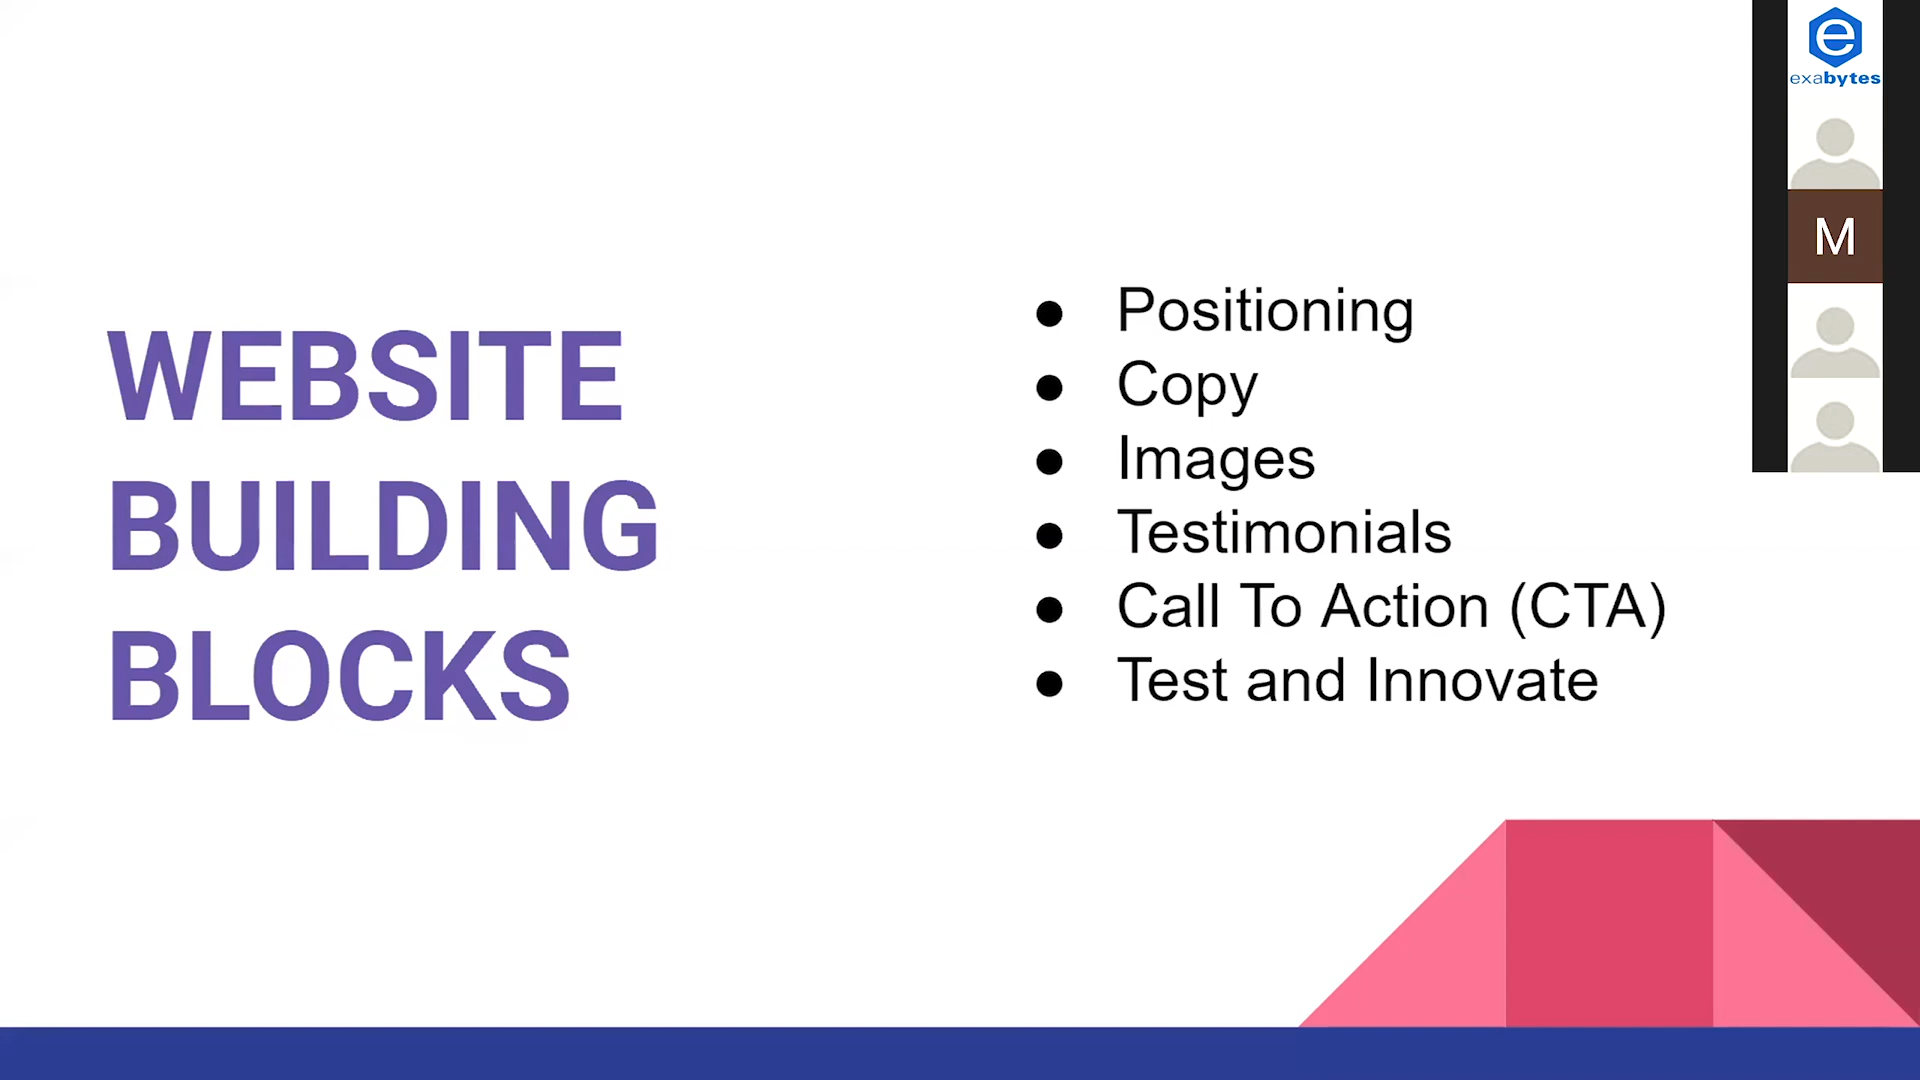 WEBSITE
BUILDING
BLOCKS
● Positioning
● Copy
● Images
● Testimonials
● Call To Action (CTA)
● Test and Innovate
e
exabytes
M